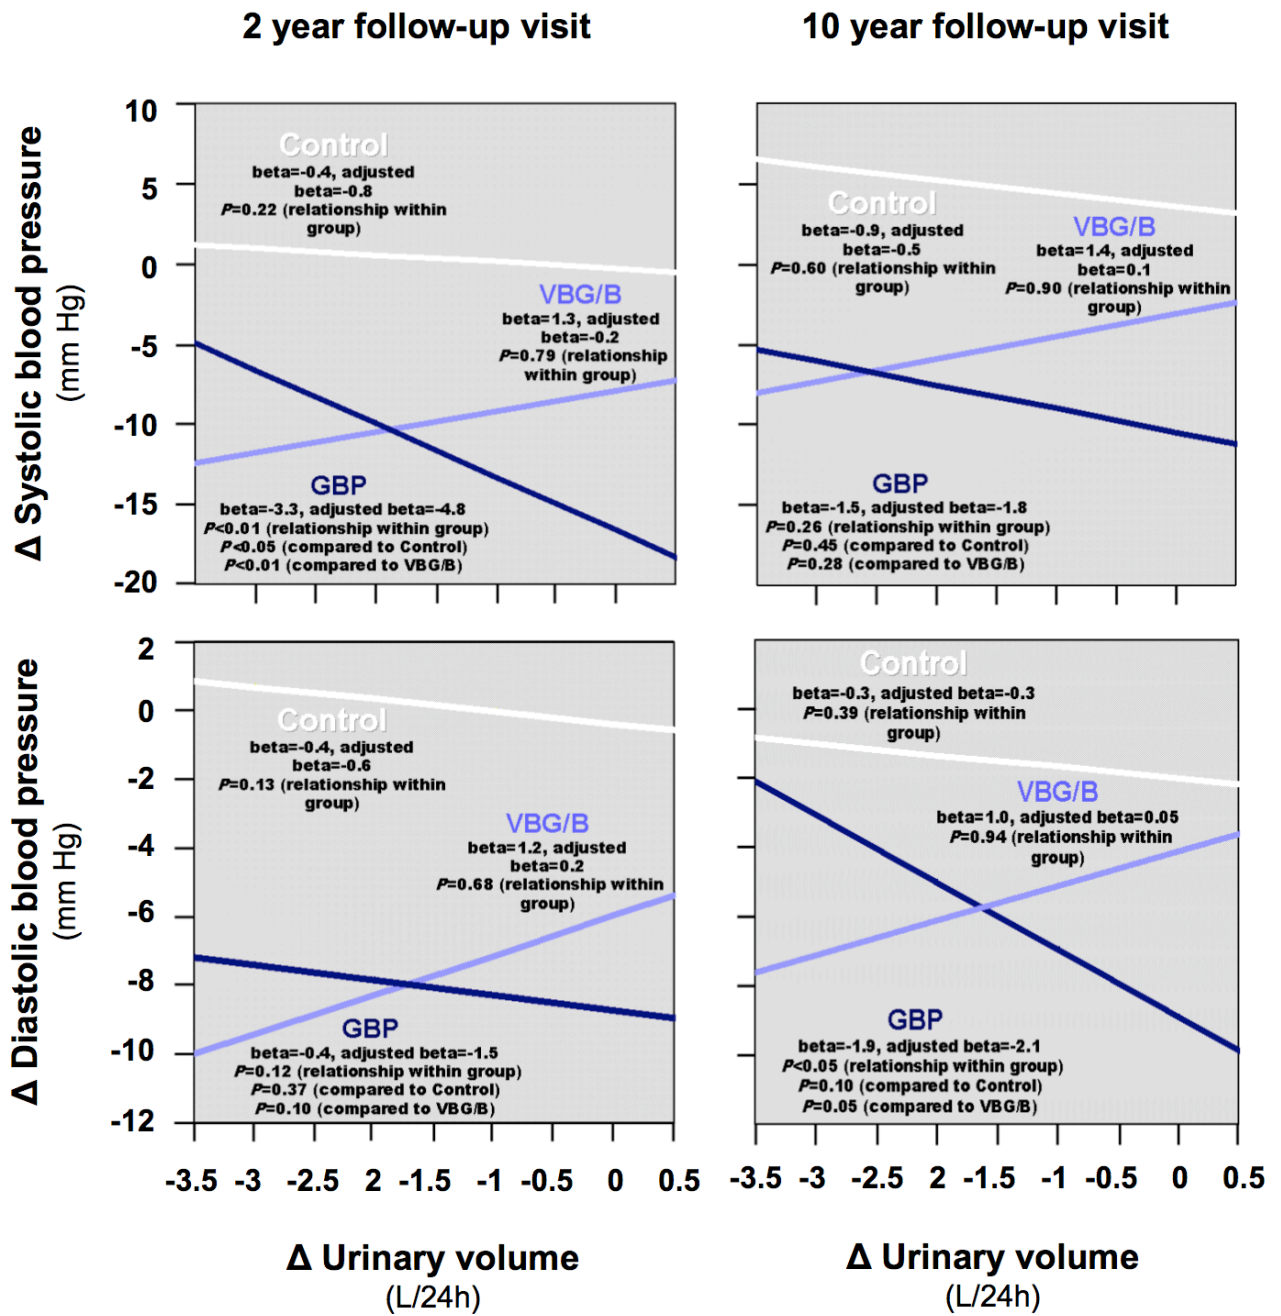 2 year follow-up visit
10 year follow-up visit
Δ Systolic blood pressure
(mm Hg)
10
5
0
-5
-10
-15
-20
Control
beta=-0.4, adjusted
beta=-0.8
P=0.22 (relationship within
group)
VBG/B
beta=1.3, adjusted
beta=-0.2
P=0.79 (relationship
within group)
GBP
beta=-3.3, adjusted beta=-4.8
P<0.01 (relationship within group)
P<0.05 (compared to Control)
P<0.01 (compared to VBG/B)
Control
beta=-0.9, adjusted
beta=-0.5
P=0.60 (relationship within
group)
VBG/B
beta=1.4, adjusted
beta=0.1
P=0.90 (relationship within
group)
GBP
beta=-1.5, adjusted beta=-1.8
P=0.26 (relationship within group)
P=0.45 (compared to Control)
P=0.28 (compared to VBG/B)
Δ Diastolic blood pressure
(mm Hg)
2
0
-2
-4
-6
-8
-10
-12
Control
beta=-0.4, adjusted
beta=-0.6
P=0.13 (relationship within
group)
VBG/B
beta=1.2, adjusted
beta=0.2
P=0.68 (relationship within
group)
GBP
beta=-0.4, adjusted beta=-1.5
P=0.12 (relationship within group)
P=0.37 (compared to Control)
P=0.10 (compared to VBG/B)
Control
beta=-0.3, adjusted beta=-0.3
P=0.39 (relationship within
group)
VBG/B
beta=1.0, adjusted beta=0.05
P=0.94 (relationship within
group)
GBP
beta=-1.9, adjusted beta=-2.1
P<0.05 (relationship within group)
P=0.10 (compared to Control)
P=0.05 (compared to VBG/B)
-3.5 -3 -2.5 2 -1.5 -1 -0.5 0 0.5
-3.5 -3 -2.5 2 -1.5 -1 -0.5 0 0.5
Δ Urinary volume
(L/24h)
Δ Urinary volume
(L/24h)